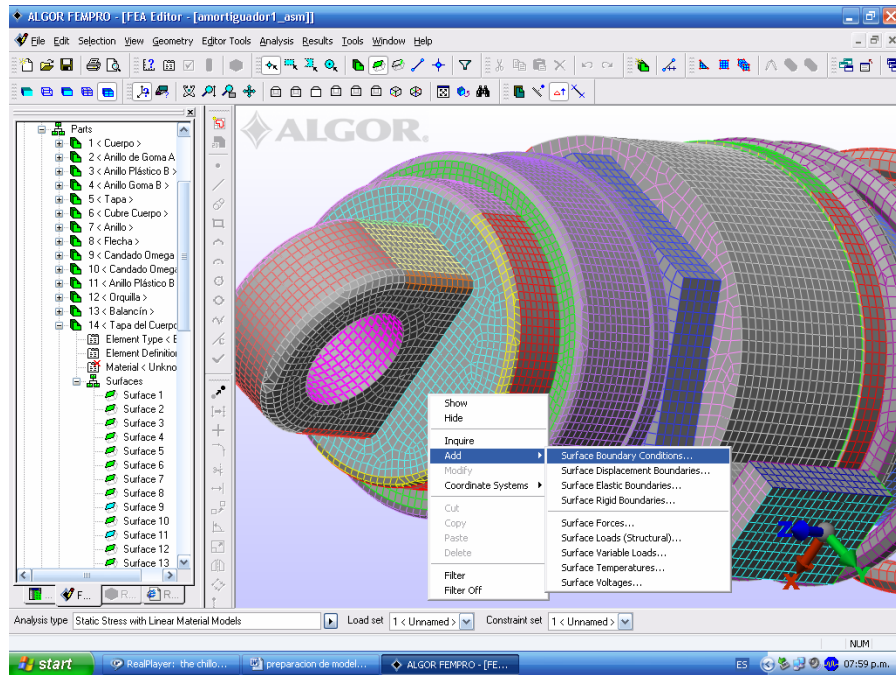 ALGOR FEMPRO - [FEA Editor - [amortiguador1_asm]]
File Edit Selection View Geometry Editor Tools Analysis Results Tools Window Help
ALGOR.
Parts
1 < Cuerpo >
2 < Anillo de Goma A
3 < Anillo Plástico B >
4 < Anillo Goma B >
5 < Tapa >
6 < Cubre Cuerpo >
7 < Anillo >
8 < Flecha >
9 < Candado Omega
10 < Candado Omega
11 < Anillo Plástico B
12 < Orquilla >
13 < Balancín >
14 < Tapa del Cuerpo
Element Type < B
Element Definition
Material < Unkno
Surfaces
Surface 1
Surface 2
Surface 3
Surface 4
Surface 5
Surface 6
Surface 7
Surface 8
Surface 9
Surface 10
Surface 11
Surface 12
Surface 13
F... R... R...
Show
Hide
Inquire
Add
Modify
Coordinate Systems
Cut
Copy
Paste
Delete
Filter
Filter Off
Surface Boundary Conditions...
Surface Displacement Boundaries...
Surface Elastic Boundaries...
Surface Rigid Boundaries...
Surface Forces...
Surface Loads (Structural)...
Surface Variable Loads...
Surface Temperatures...
Surface Voltages...
Z
X
Y
Analysis type Static Stress with Linear Material Models Load set 1 < Unnamed > Constraint set 1 < Unnamed >
NUM
start RealPlayer: the chillo... preparacion de model... ALGOR FEMPRO - [FE... ES 07:59 p.m.